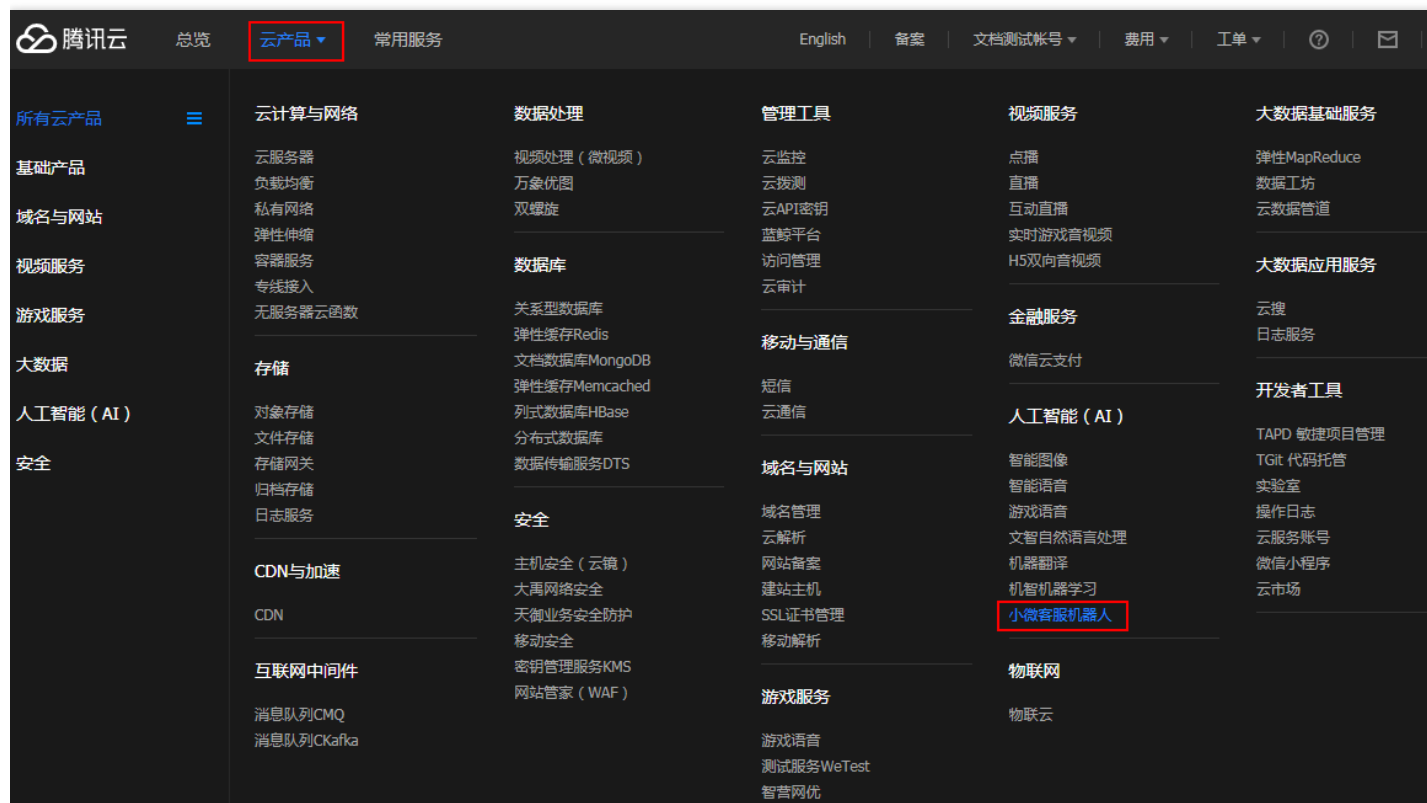 腾讯云 总览 云产品 常用服务 English 备案 文档测试帐号 费用 工单
所有云产品
基础产品
域名与网站
视频服务
游戏服务
大数据
人工智能（AI）
安全
云计算与网络
云服务器
负载均衡
私有网络
弹性伸缩
容器服务
专线接入
无服务器云函数
存储
对象存储
文件存储
存储网关
归档存储
日志服务
CDN与加速
CDN
互联网中间件
消息队列CMQ
消息队列CKafka
数据处理
视频处理（微视频）
万象优图
双螺旋
数据库
关系型数据库
弹性缓存Redis
文档数据库MongoDB
弹性缓存Memcached
列式数据库HBase
分布式数据库
数据传输服务DTS
安全
主机安全（云镜）
大禹网络安全
天御业务安全防护
移动安全
密钥管理服务KMS
网站管家（WAF）
管理工具
云监控
云拨测
云API密钥
蓝鲸平台
访问管理
云审计
移动与通信
短信
云通信
域名与网站
域名管理
云解析
网站备案
建站主机
SSL证书管理
移动解析
游戏服务
游戏语音
测试服务WeTest
智营网优
视频服务
点播
直播
互动直播
实时游戏音视频
H5双向音视频
金融服务
微信云支付
人工智能（AI）
智能图像
智能语音
游戏语音
文智自然语言处理
机器翻译
机智机器学习
小微客服机器人
物联网
物联云
大数据基础服务
弹性MapReduce
数据工坊
云数据管道
大数据应用服务
云搜
日志服务
开发者工具
TAPD 敏捷项目管理
TGit 代码托管
实验室
操作日志
云服务账号
微信小程序
云市场